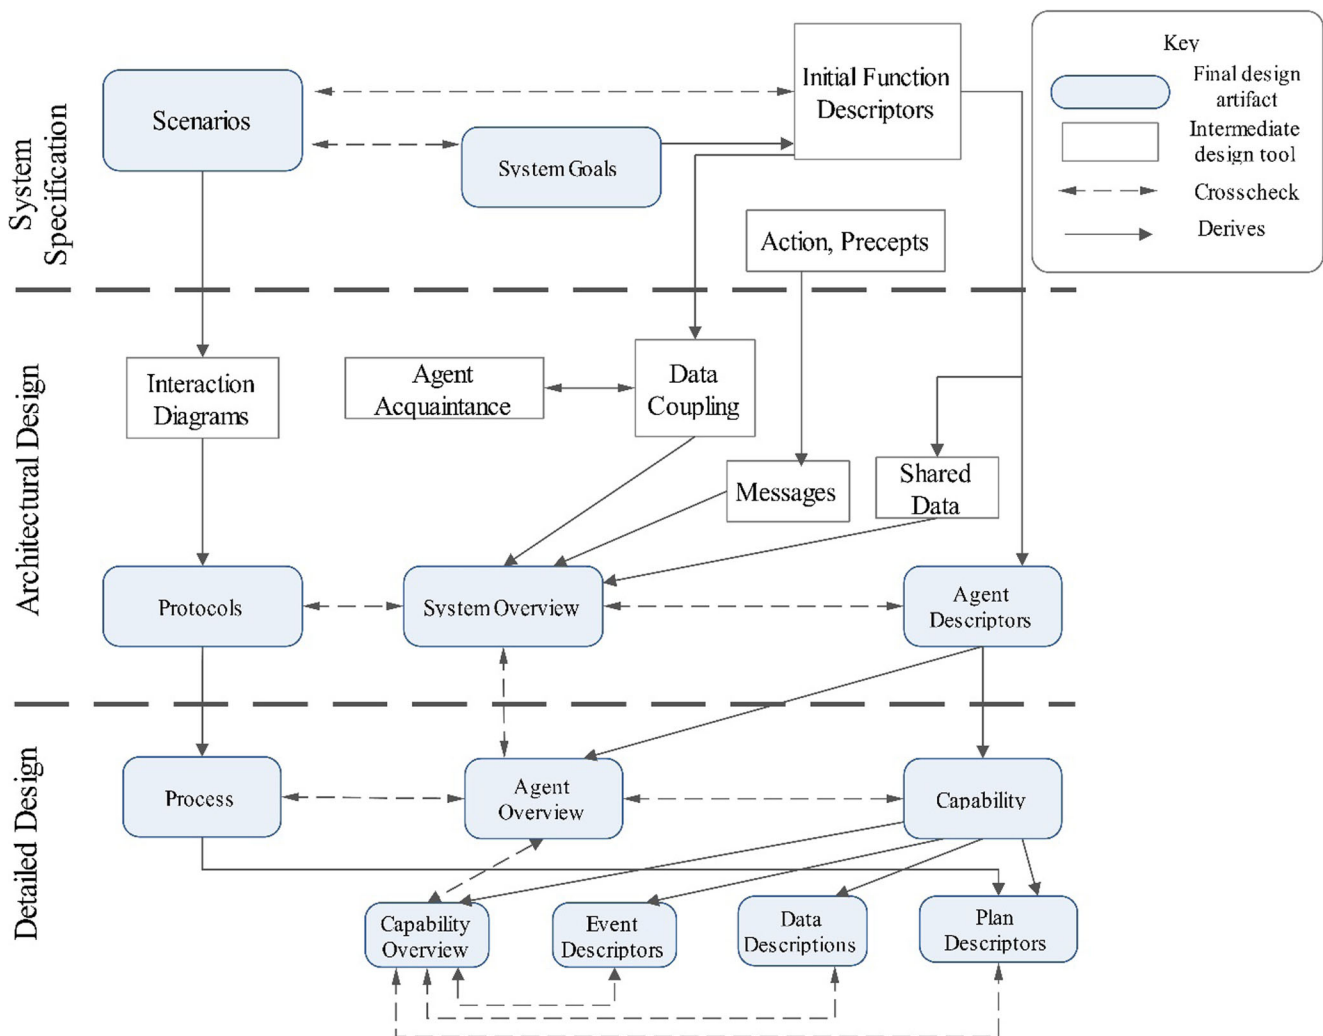 System
Specification
Scenarios
System Goals
Initial Function
Descriptors
Action, Precepts
Key
Final design
artifact
Intermediate
design tool
Crosscheck
Derives
Architectural Design
Interaction
Diagrams
Agent
Acquaintance
Data
Coupling
Messages
Shared
Data
Protocols
System Overview
Agent
Descriptors
Detailed Design
Process
Agent
Overview
Capability
Capability
Overview
Event
Descriptors
Data
Descriptions
Plan
Descriptors